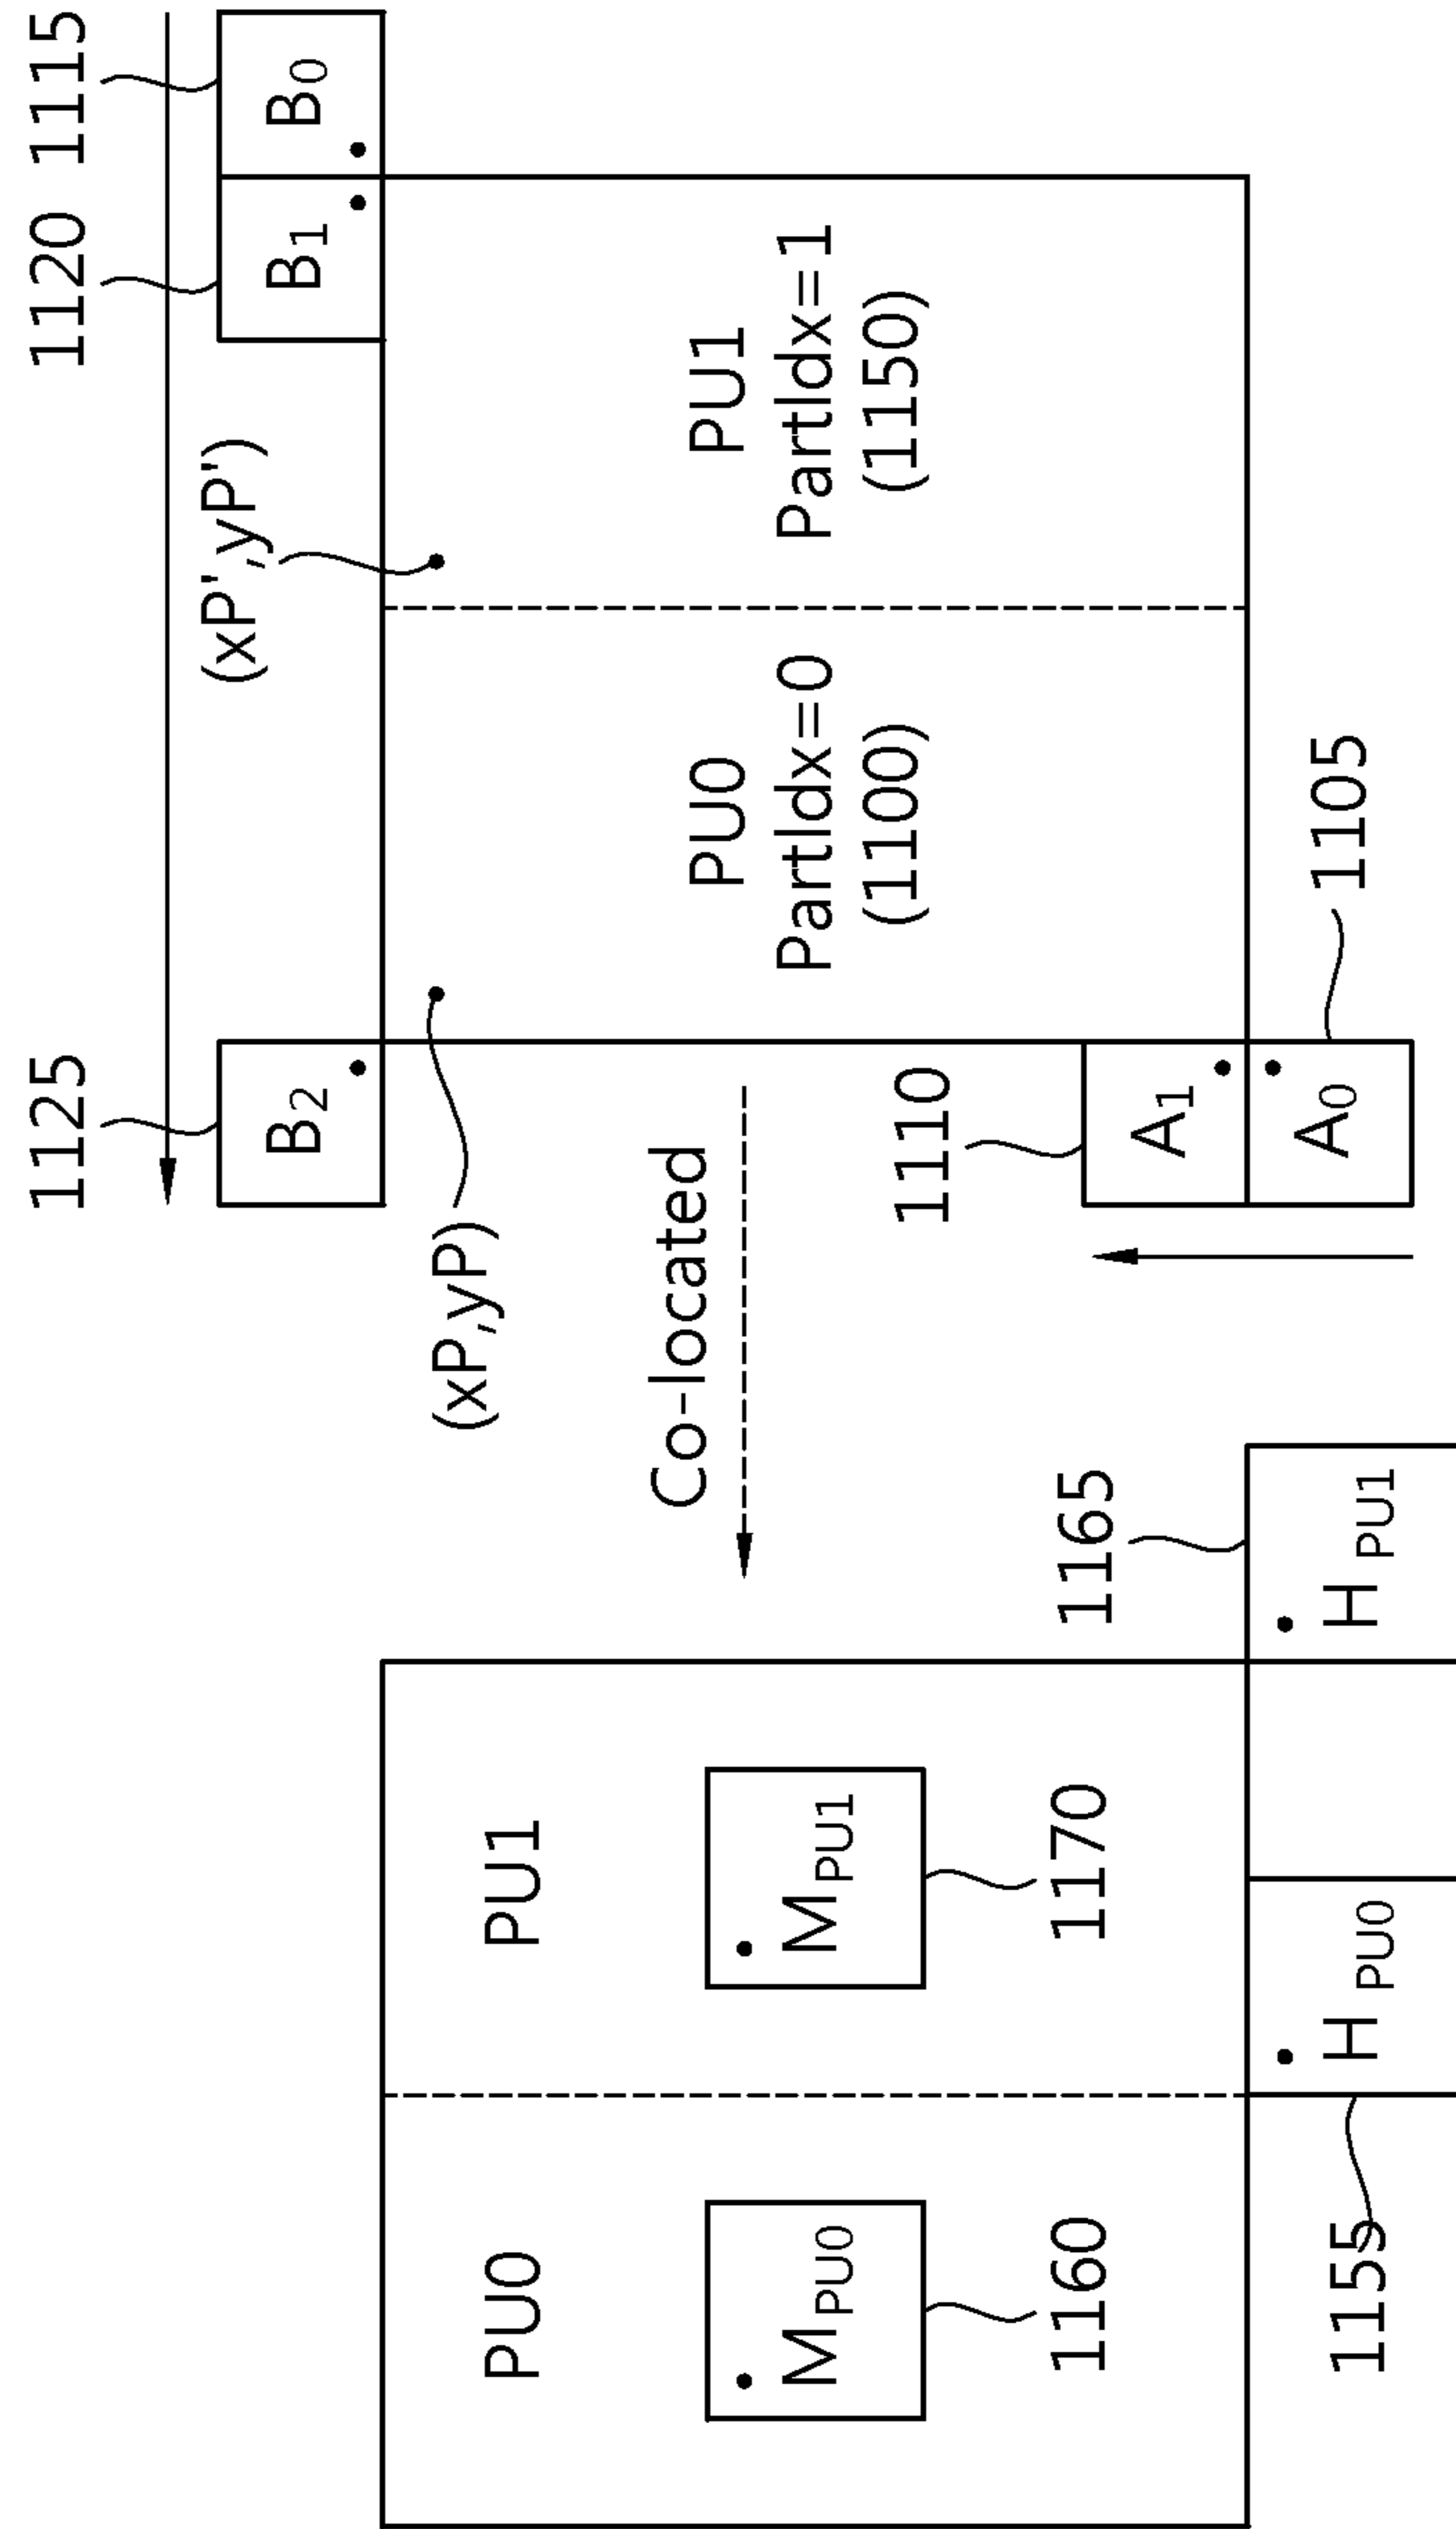 1125
1120
1115
B2
(xP',yP')
B1
B0
(xP,yP)
PU0
PU1
Co-located
PU0
PartIdx=0
(1100)
PU1
PartIdx=1
(1150)
MPU0
MPU1
1110
1160
1170
1165
A1
HPU0
HPU1
A0
1105
1155